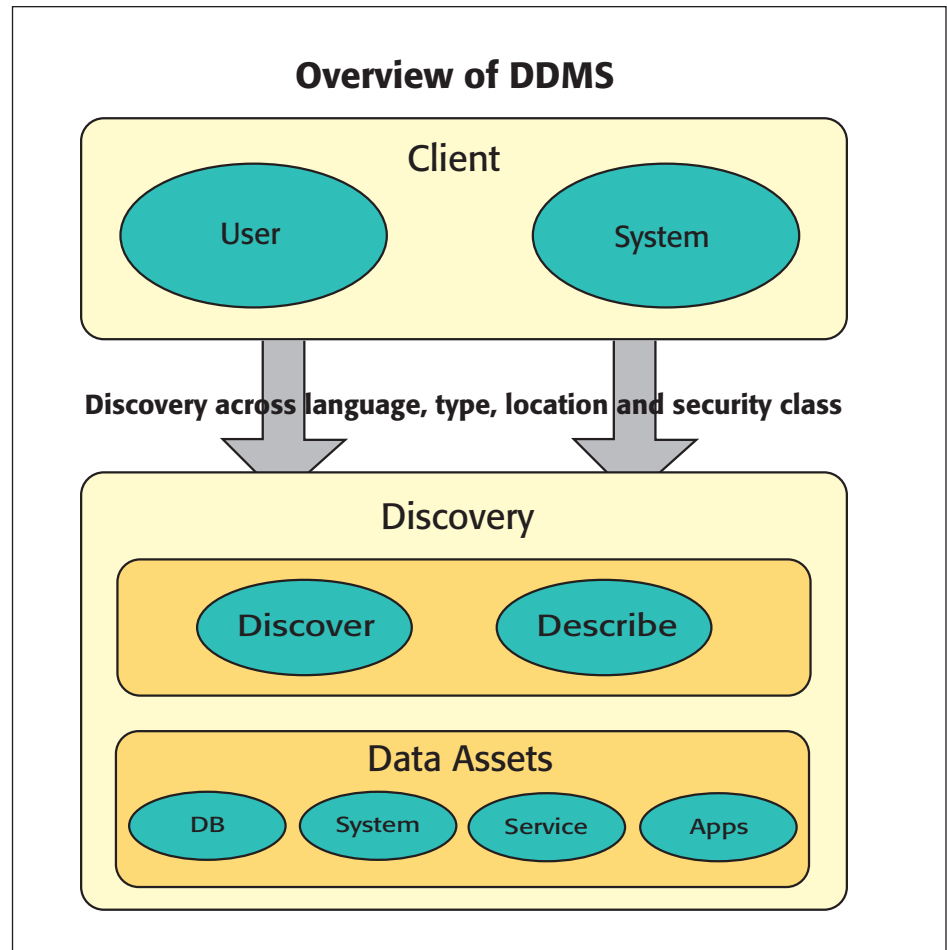 Overview of DDMS
Client
User
System
Discovery across language, type, location and security class
Discovery
Discover
Describe
Data Assets
DB
System
Service
Apps